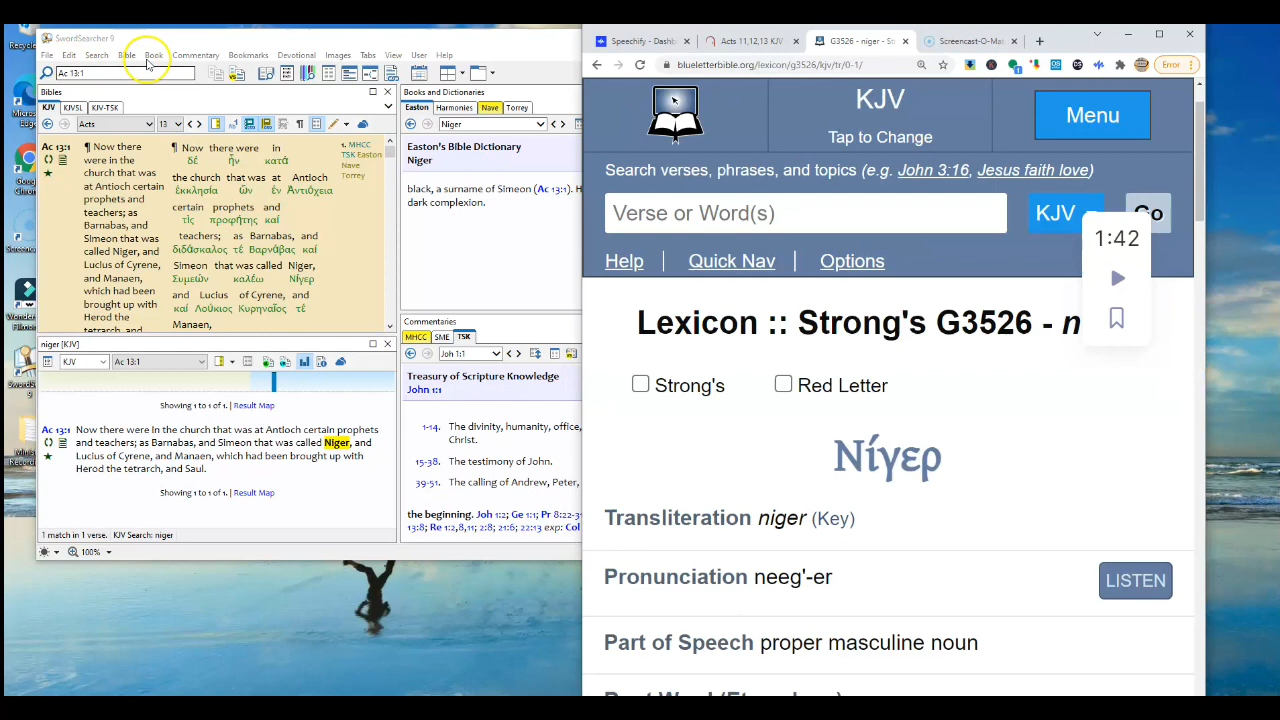 SwordSearcher 9
File Edit Search Bible Book Commentary Bookmarks Devotional Images Tabs View User Help
Ac 13:1
Bibles
KJV KJVSL KJV-TSK
Acts 13
Ac 13:1
¶ Now there
were in the
church that was
at Antioch certain
prophets and
teachers; as
Barnabas, and
Simeon that was
called Niger, and
Lucius of Cyrene,
and Manaen,
which had been
brought up with
Herod the
tetrarch, and
¶ Now there were in
δέ ἦν κατά
the church that was at Antioch
ἐκκλησία ὤν ἐν Ἀντιόχεια
certain prophets and
τὶς προφήτης καί
teachers; as Barnabas, and
διδάσκαλος τέ Βαρνάβας καί
Simeon that was called Niger,
Συμεών καλέω Νίγερ
and Lucius of Cyrene, and
καί Λούκιος Κυρηναῖος τέ
Manaen,
1. MHCC
TSK Easton
Nave
Torrey
niger [KJV]
KJV Ac 13:1
Showing 1 to 1 of 1. | Result Map
Ac 13:1 Now there were in the church that was at Antioch certain prophets
and teachers; as Barnabas, and Simeon that was called Niger, and
Lucius of Cyrene, and Manaen, which had been brought up with
Herod the tetrarch, and Saul.
Showing 1 to 1 of 1. | Result Map
1 match in 1 verse. KJV Search: niger
100%
Books and Dictionaries
Easton Harmonies Nave Torrey
Niger
Easton's Bible Dictionary
Niger
black, a surname of Simeon (Ac 13:1). H
dark complexion.
Commentaries
MHCC SME TSK
Joh 1:1
Treasury of Scripture Knowledge
John 1:1
1-14. The divinity, humanity, office,
Christ.
15-38. The testimony of John.
39-51. The calling of Andrew, Peter,
the beginning. Joh 1:2; Ge 1:1; Pr 8:22-31
13:8; Re 1:2,8,11; 2:8; 21:6; 22:13 exp: Col
Speechify - Dashb
Acts 11,12,13 KJV
G3526 - niger - St
Screencast-O-Ma
blueletterbible.org/lexicon/g3526/kjv/tr/0-1/
Error
KJV
Tap to Change
Menu
Search verses, phrases, and topics (e.g. John 3:16, Jesus faith love)
Verse or Word(s) KJV Go
1:42
Help | Quick Nav | Options
Lexicon :: Strong's G3526 - n
Strong's Red Letter
Νίγερ
Transliteration niger (Key)
Pronunciation neeg'-er
LISTEN
Part of Speech proper masculine noun